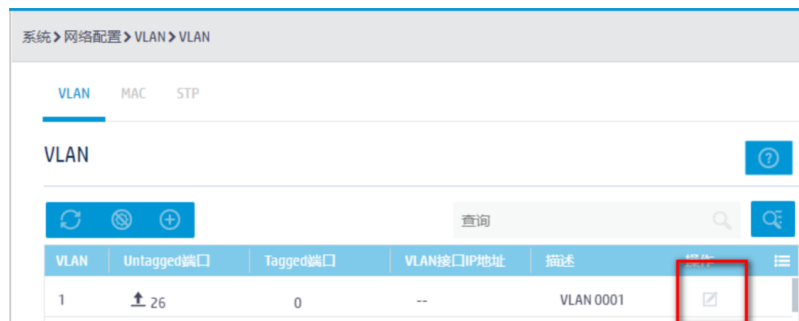 系统>网络配置>VLAN>VLAN
VLAN MAC STP
VLAN
查询
VLAN Untagged端口 Tagged端口 VLAN接口IP地址 描述 操作
1 26 0 -- VLAN 0001